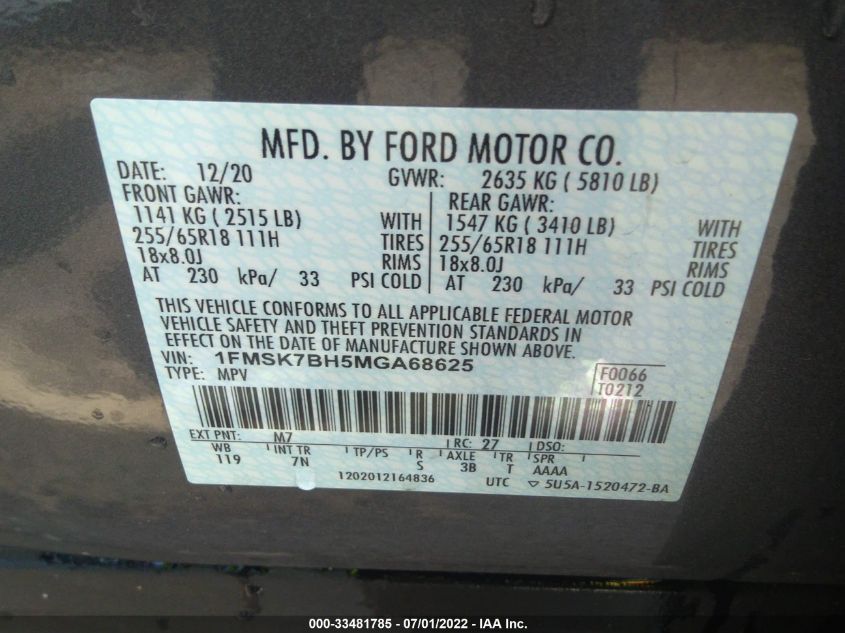 MFD. BY FORD MOTOR CO.
DATE: 12/20 GVWR: 2635 KG ( 5810 LB)
FRONT GAWR: REAR GAWR:
1141 KG ( 2515 LB) WITH 1547 KG ( 3410 LB) WITH
255/65R18 111H TIRES 255/65R18 111H TIRES
18x8.0J RIMS 18x8.0J RIMS
AT 230 kPa/ 33 PSI COLD AT 230 kPa/ 33 PSI COLD
THIS VEHICLE CONFORMS TO ALL APPLICABLE FEDERAL MOTOR
VEHICLE SAFETY AND THEFT PREVENTION STANDARDS IN
EFFECT ON THE DATE OF MANUFACTURE SHOWN ABOVE.
VIN: 1FMSK7BH5MGA68625 F0066
TYPE: MPV T0212
EXT PNT: M7 RC: 27 DSO:
WB INT TR TP/PS R AXLE TR SPR
119 7N S 3B T AAAA
1202012164836 UTC ▽ 5U5A-1520472-BA
000-33481785 - 07/01/2022 - IAA Inc.